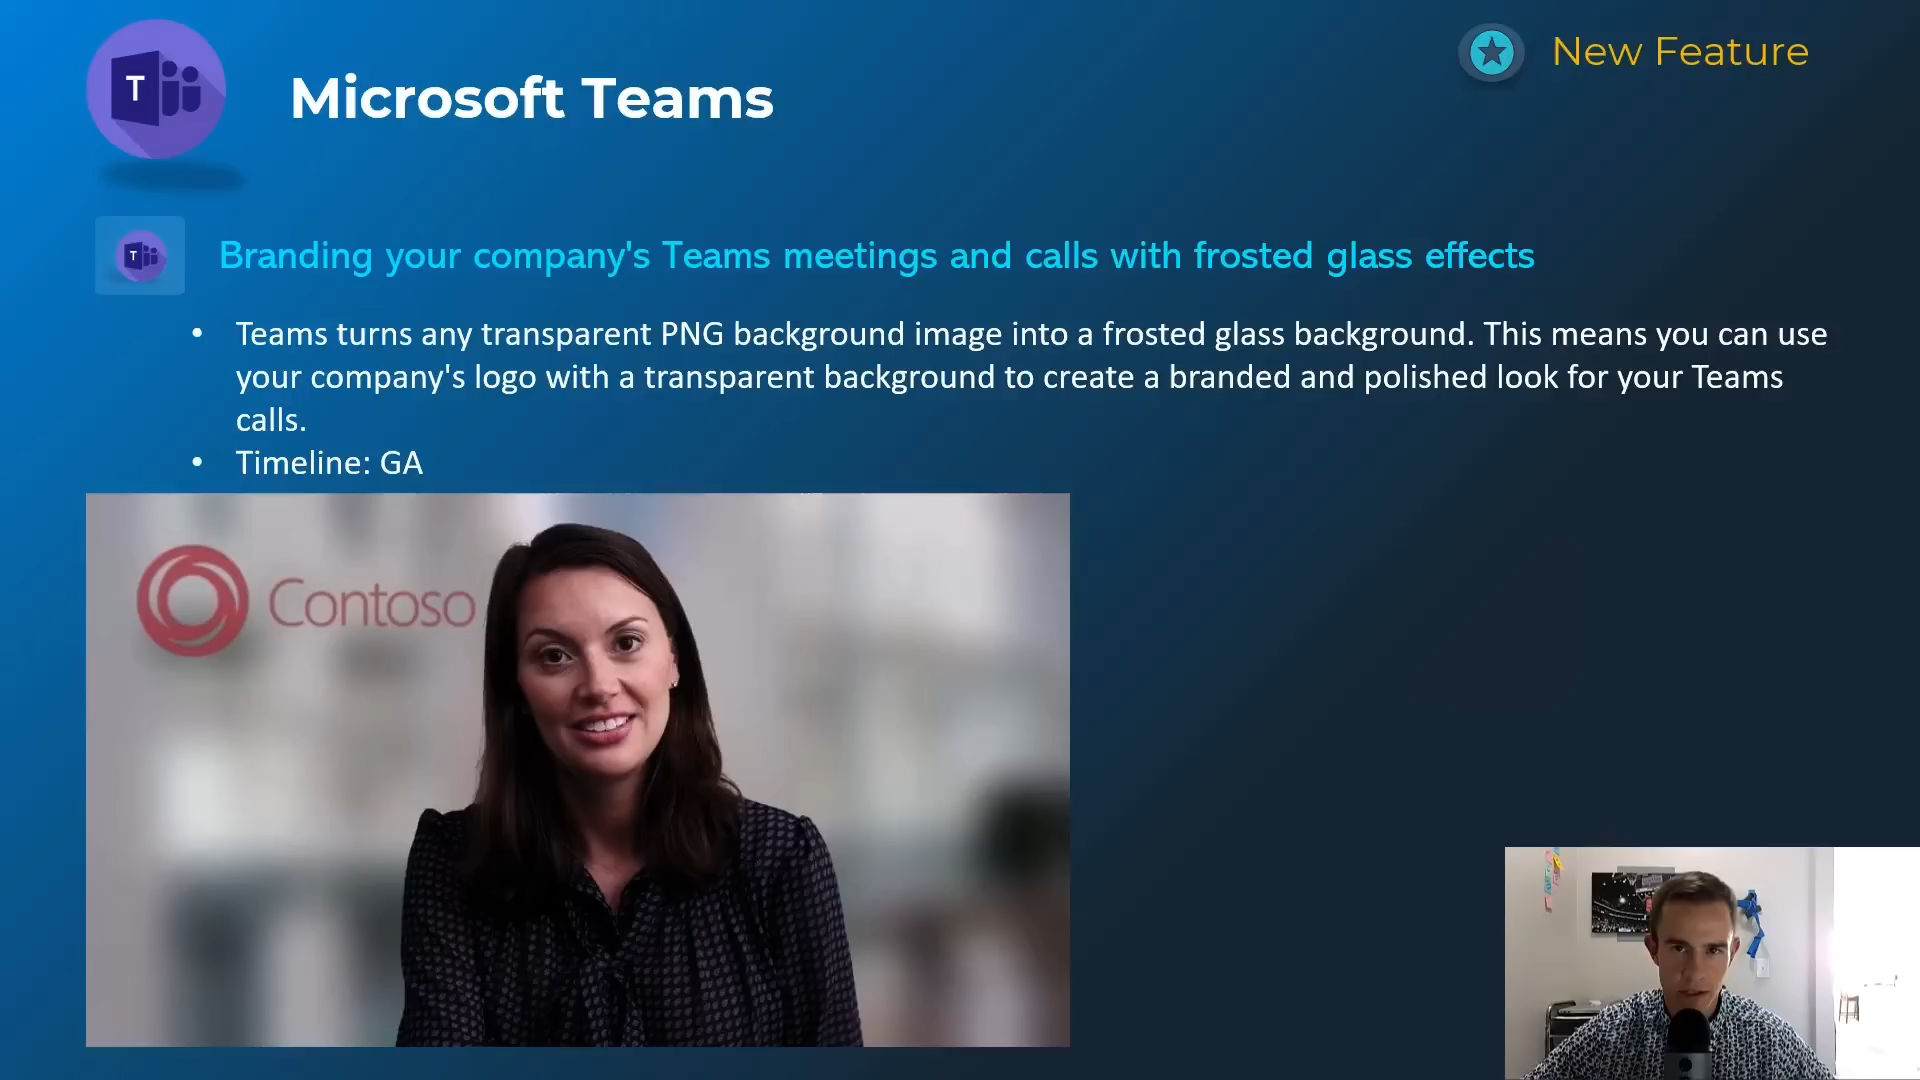 T
Microsoft Teams
New Feature
T
Branding your company's Teams meetings and calls with frosted glass effects
• Teams turns any transparent PNG background image into a frosted glass background. This means you can use
your company's logo with a transparent background to create a branded and polished look for your Teams
calls.
• Timeline: GA
Contoso